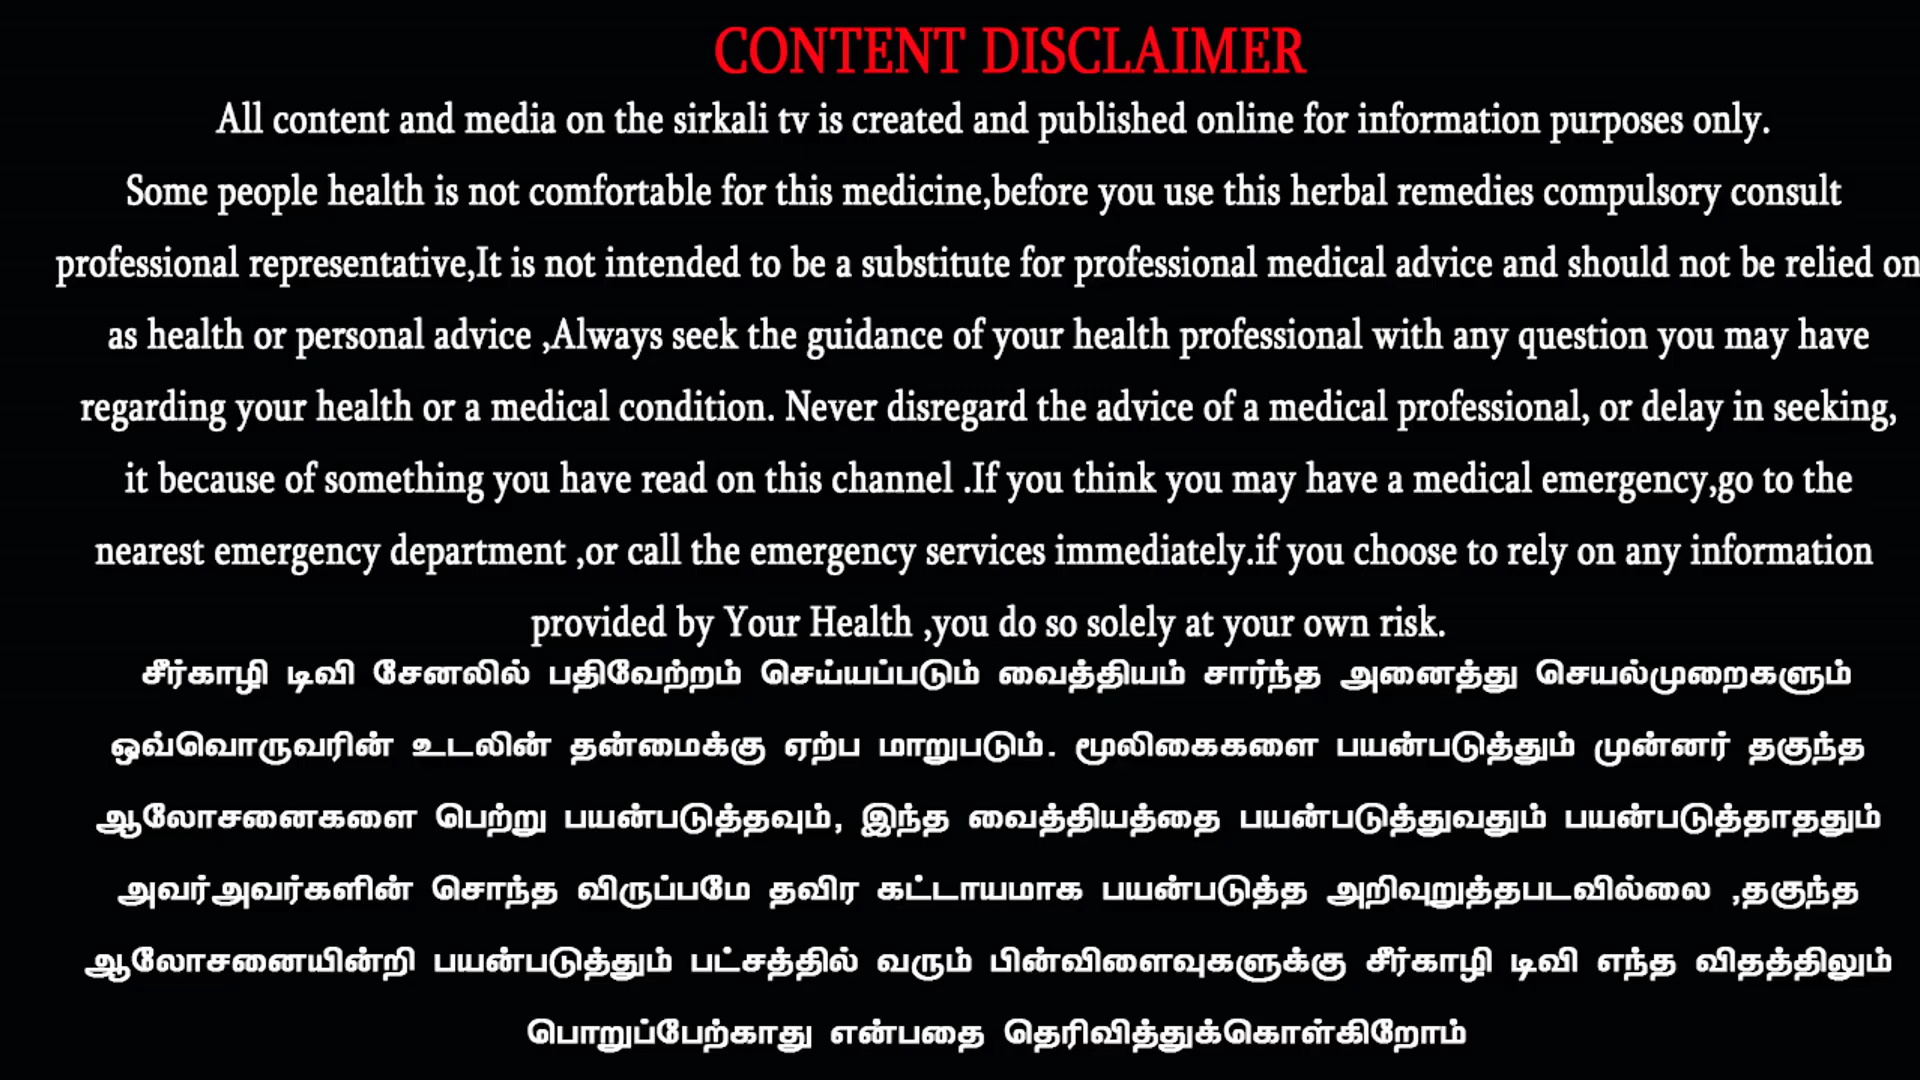 CONTENT DISCLAIMER
All content and media on the sirkali tv is created and published online for information purposes only.
Some people health is not comfortable for this medicine,before you use this herbal remedies compulsory consult
professional representative,It is not intended to be a substitute for professional medical advice and should not be relied on
as health or personal advice ,Always seek the guidance of your health professional with any question you may have
regarding your health or a medical condition. Never disregard the advice of a medical professional, or delay in seeking,
it because of something you have read on this channel .If you think you may have a medical emergency,go to the
nearest emergency department ,or call the emergency services immediately.if you choose to rely on any information
provided by Your Health ,you do so solely at your own risk.
சீர்காழி டிவி சேனலில் பதிவேற்றம் செய்யப்படும் வைத்தியம் சார்ந்த அனைத்து செயல்முறைகளும்
ஒவ்வொருவரின் உடலின் தன்மைக்கு ஏற்ப மாறுபடும். மூலிகைகளை பயன்படுத்தும் முன்னர் தகுந்த
ஆலோசனைகளை பெற்று பயன்படுத்தவும், இந்த வைத்தியத்தை பயன்படுத்துவதும் பயன்படுத்தாததும்
அவர்அவர்களின் சொந்த விருப்பமே தவிர கட்டாயமாக பயன்படுத்த அறிவுறுத்தபடவில்லை ,தகுந்த
ஆலோசனையின்றி பயன்படுத்தும் பட்சத்தில் வரும் பின்விளைவுகளுக்கு சீர்காழி டிவி எந்த விதத்திலும்
பொறுப்பேற்காது என்பதை தெரிவித்துக்கொள்கிறோம்